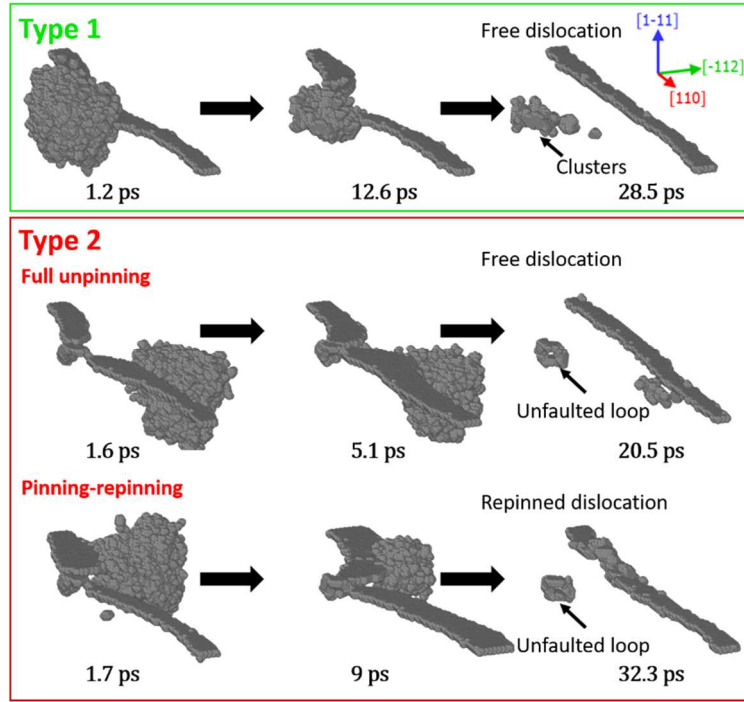 Type 1
Free dislocation
[1-11]
[-112]
[110]
Clusters
1.2 ps
12.6 ps
28.5 ps
Type 2
Full unpinning
Free dislocation
Unfaulted loop
1.6 ps
5.1 ps
20.5 ps
Pinning-repinning
Repinned dislocation
Unfaulted loop
1.7 ps
9 ps
32.3 ps